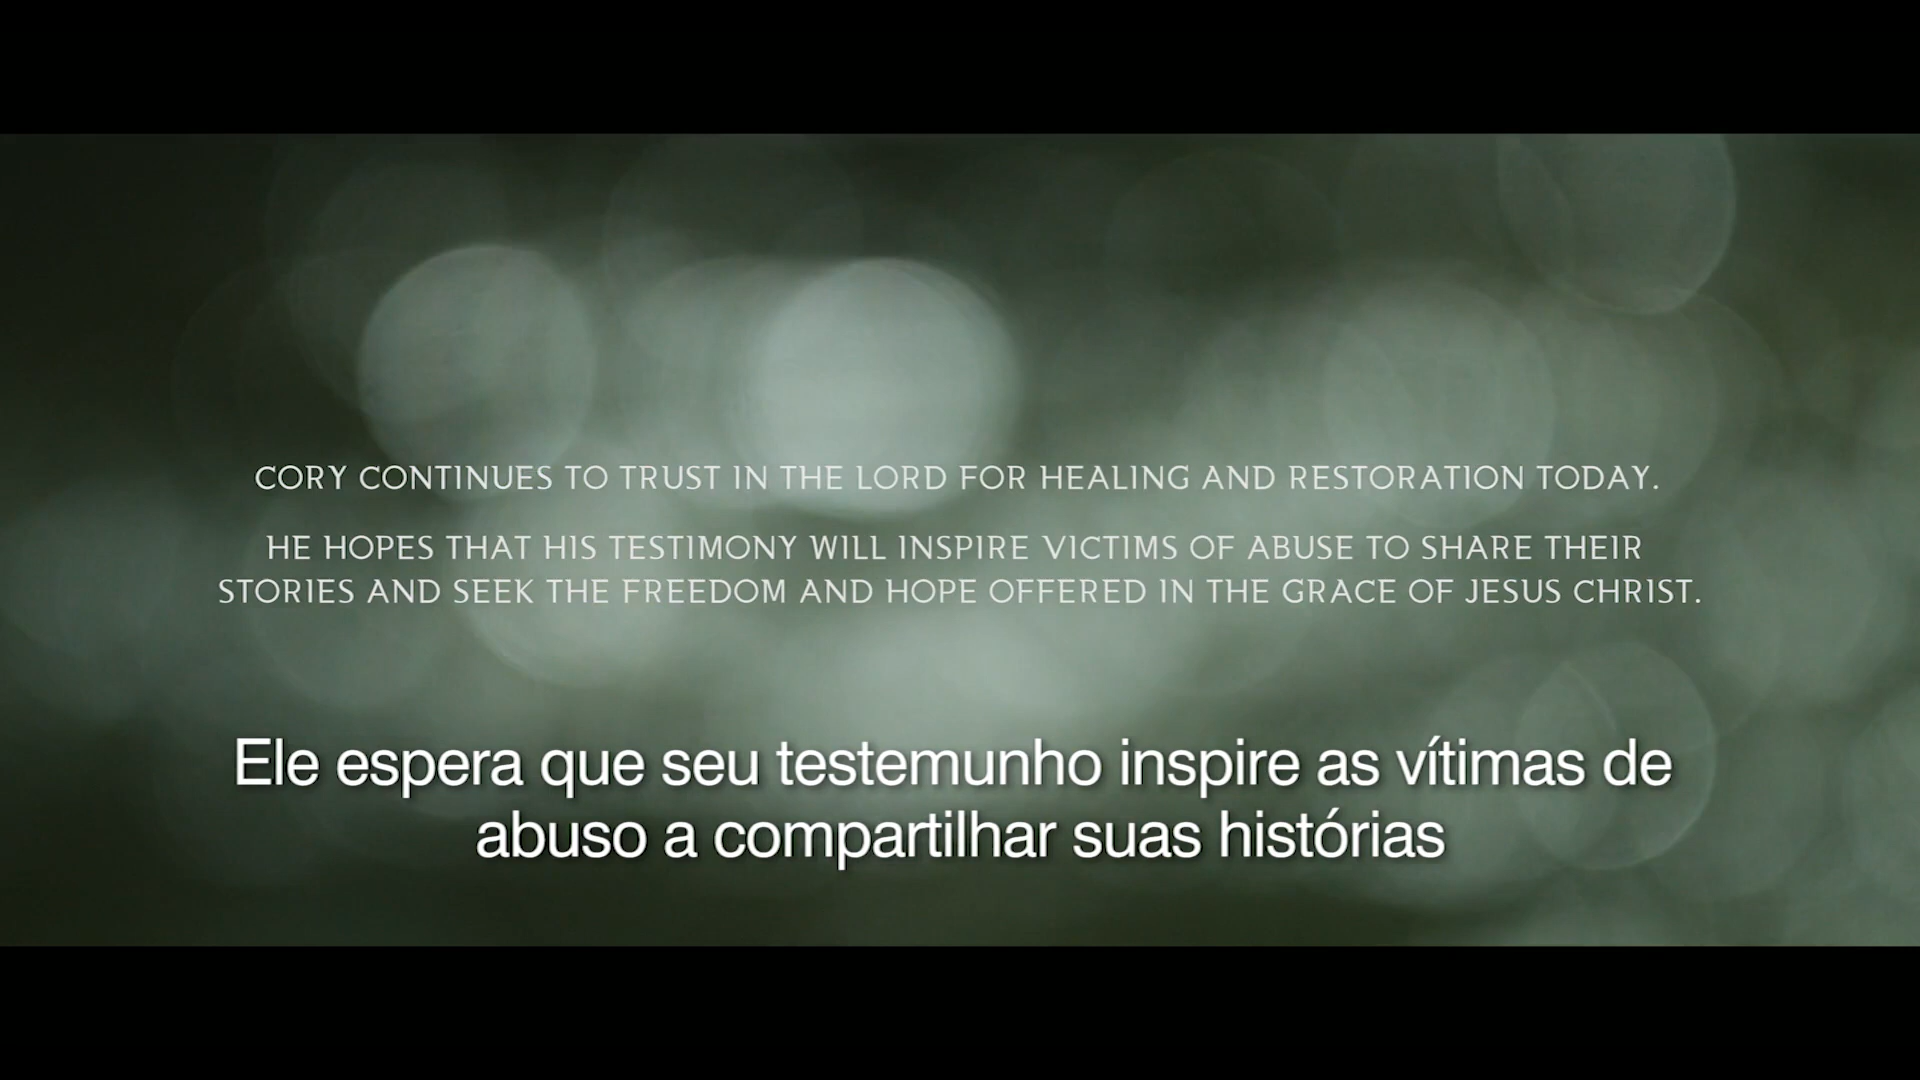 CORY CONTINUES TO TRUST IN THE LORD FOR HEALING AND RESTORATION TODAY.
HE HOPES THAT HIS TESTIMONY WILL INSPIRE VICTIMS OF ABUSE TO SHARE THEIR
STORIES AND SEEK THE FREEDOM AND HOPE OFFERED IN THE GRACE OF JESUS CHRIST.
Ele espera que seu testemunho inspire as vítimas de
abuso a compartilhar suas histórias